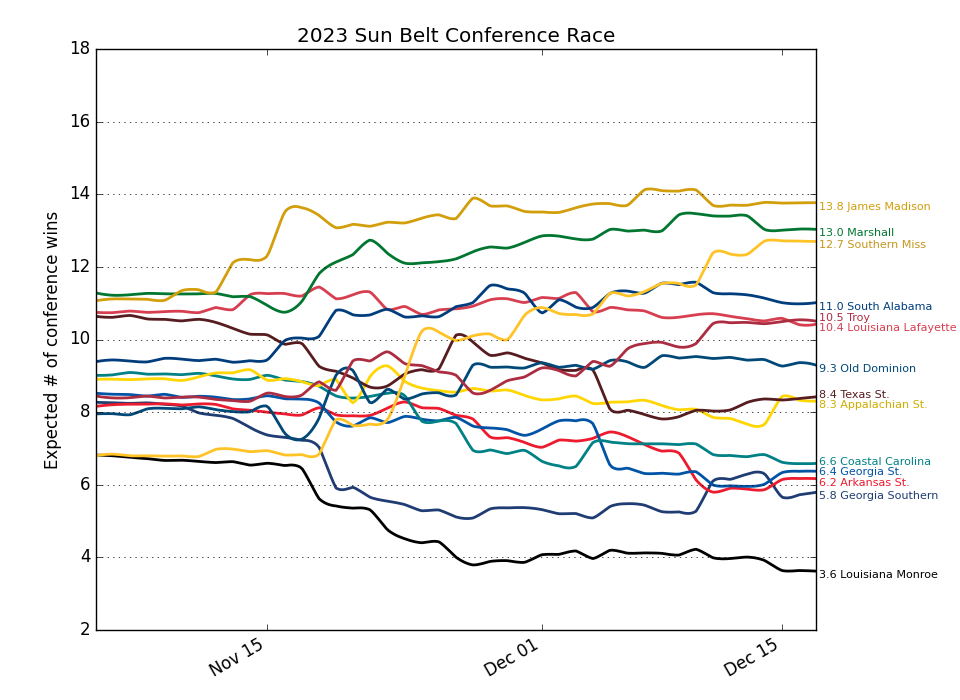 2023 Sun Belt Conference Race
Expected # of conference wins
18
16
14
12
10
8
6
4
2
Nov 15
Dec 01
Dec 15
13.8 James Madison
13.0 Marshall
12.7 Southern Miss
11.0 South Alabama
10.5 Troy
10.4 Louisiana Lafayette
9.3 Old Dominion
8.4 Texas St.
8.3 Appalachian St.
6.6 Coastal Carolina
6.4 Georgia St.
6.2 Arkansas St.
5.8 Georgia Southern
3.6 Louisiana Monroe